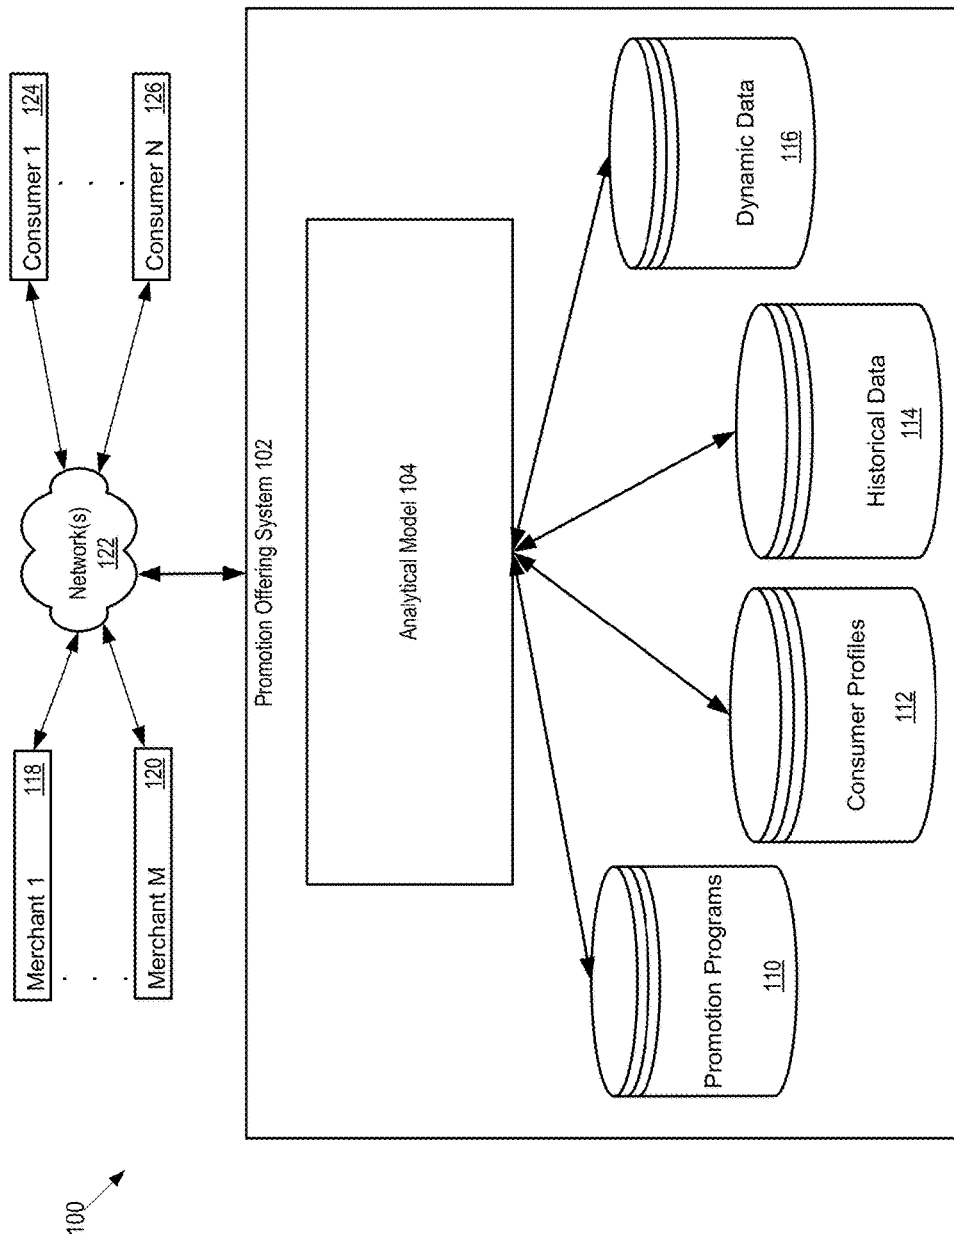 100
Merchant 1 118
. . .
Merchant M 120
Network(s)
122
Consumer 1 124
. . . .
Consumer N 126
Promotion Offering System 102
Analytical Model 104
Promotion Programs
110
Consumer Profiles
112
Historical Data
114
Dynamic Data
116